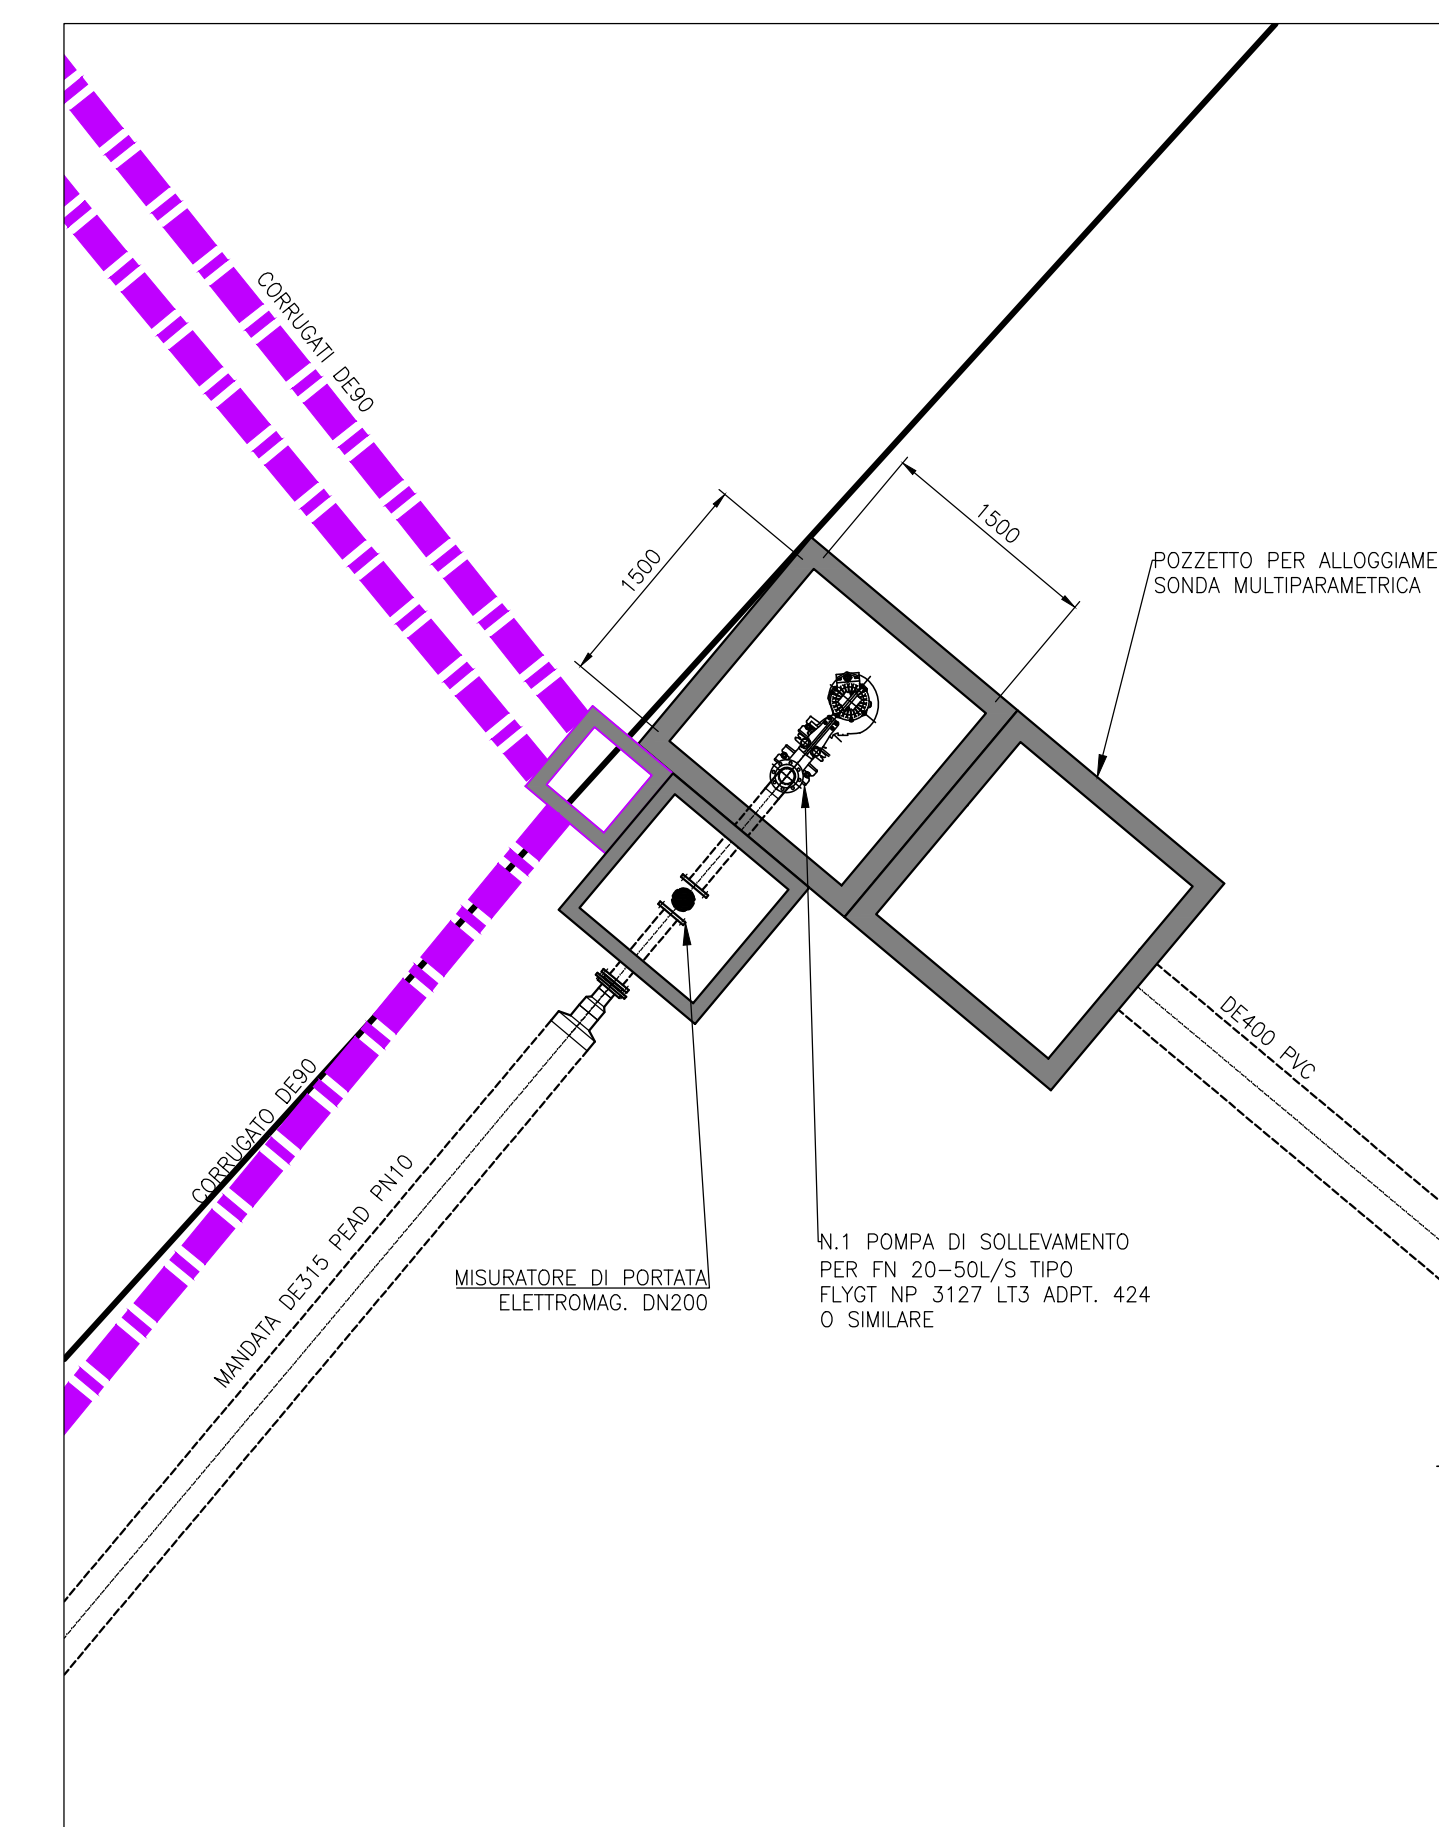 CORRUGATI DE90
1500
1500
POZZETTO PER ALLOGGIAME
SONDA MULTIPARAMETRICA
DE400 PVC
CORRUGATO DE90
MANDATA DE315 PEAD PN10
MISURATORE DI PORTATA
ELETTROMAG. DN200
N.1 POMPA DI SOLLEVAMENTO
PER FN 20-50L/S TIPO
FLYGT NP 3127 LT3 ADPT. 424
O SIMILARE